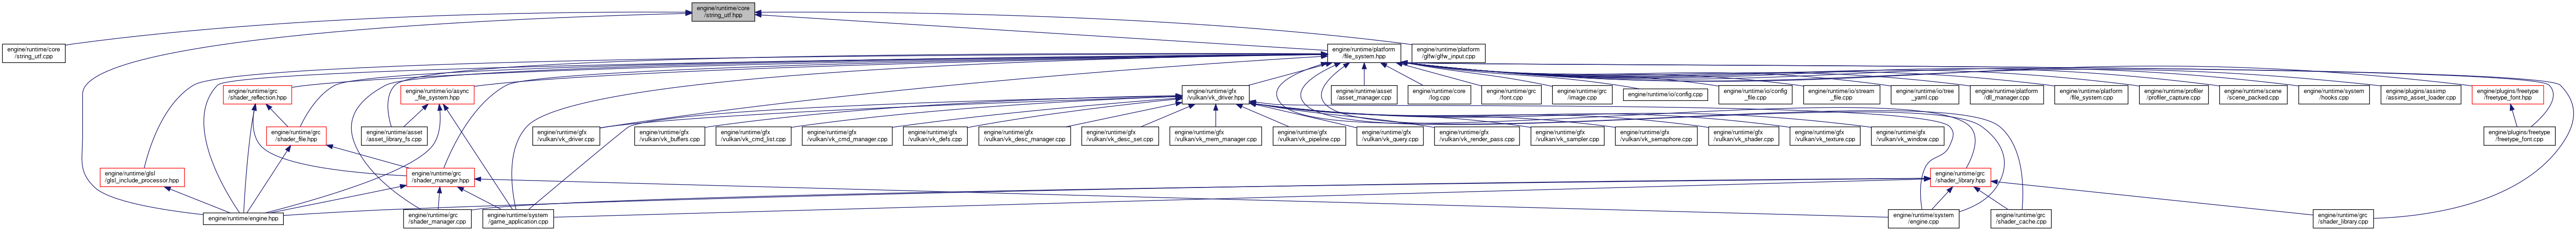 engine/runtime/core
/string_utf.hpp
engine/runtime/core
/string_utf.cpp
engine/runtime/platform
/file_system.hpp
engine/runtime/platform
/glfw/glfw_input.cpp
engine/runtime/grc
/shader_reflection.hpp
engine/runtime/io/async
_file_system.hpp
engine/runtime/gfx
/vulkan/vk_driver.hpp
engine/runtime/asset
/asset_manager.cpp
engine/runtime/core
/log.cpp
engine/runtime/grc
/font.cpp
engine/runtime/grc
/image.cpp
engine/runtime/io/config.cpp
engine/runtime/io/config
_file.cpp
engine/runtime/io/stream
_file.cpp
engine/runtime/io/tree
_yaml.cpp
engine/runtime/platform
/dll_manager.cpp
engine/runtime/platform
/file_system.cpp
engine/runtime/profiler
/profiler_capture.cpp
engine/runtime/scene
/scene_packed.cpp
engine/runtime/system
/hooks.cpp
engine/plugins/assimp
/assimp_asset_loader.cpp
engine/plugins/freetype
/freetype_font.hpp
engine/runtime/grc
/shader_file.hpp
engine/runtime/asset
/asset_library_fs.cpp
engine/runtime/gfx
/vulkan/vk_driver.cpp
engine/runtime/gfx
/vulkan/vk_buffers.cpp
engine/runtime/gfx
/vulkan/vk_cmd_list.cpp
engine/runtime/gfx
/vulkan/vk_cmd_manager.cpp
engine/runtime/gfx
/vulkan/vk_defs.cpp
engine/runtime/gfx
/vulkan/vk_desc_manager.cpp
engine/runtime/gfx
/vulkan/vk_desc_set.cpp
engine/runtime/gfx
/vulkan/vk_mem_manager.cpp
engine/runtime/gfx
/vulkan/vk_pipeline.cpp
engine/runtime/gfx
/vulkan/vk_query.cpp
engine/runtime/gfx
/vulkan/vk_render_pass.cpp
engine/runtime/gfx
/vulkan/vk_sampler.cpp
engine/runtime/gfx
/vulkan/vk_semaphore.cpp
engine/runtime/gfx
/vulkan/vk_shader.cpp
engine/runtime/gfx
/vulkan/vk_texture.cpp
engine/runtime/gfx
/vulkan/vk_window.cpp
engine/plugins/freetype
/freetype_font.cpp
engine/runtime/glsl
/glsl_include_processor.hpp
engine/runtime/grc
/shader_manager.hpp
engine/runtime/grc
/shader_library.hpp
engine/runtime/engine.hpp
engine/runtime/grc
/shader_manager.cpp
engine/runtime/system
/game_application.cpp
engine/runtime/system
/engine.cpp
engine/runtime/grc
/shader_cache.cpp
engine/runtime/grc
/shader_library.cpp